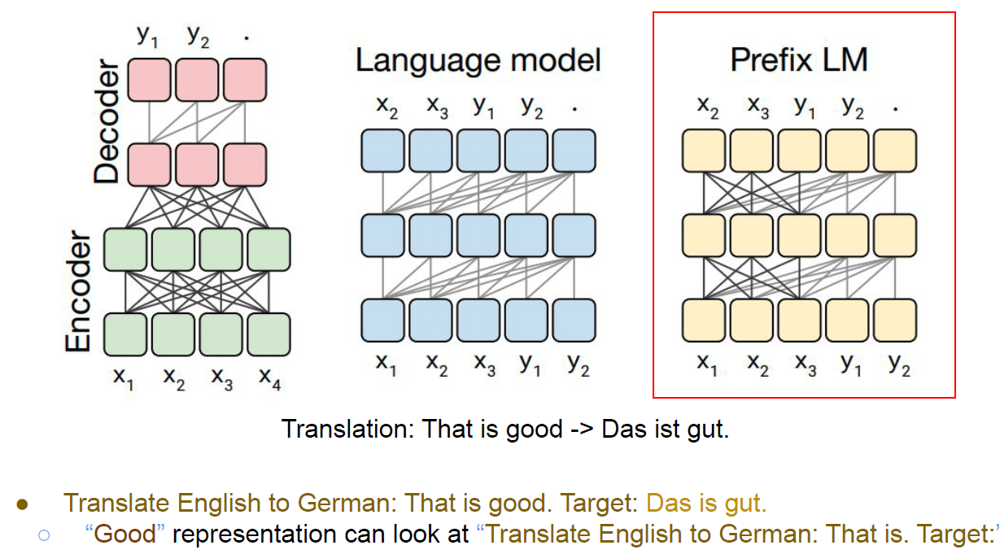 y1 y2 .
Decoder
Encoder
x1 x2 x3 x4
Language model
x2 x3 y1 y2 .
x1 x2 x3 y1 y2
Prefix LM
x2 x3 y1 y2 .
x1 x2 x3 y1 y2
Translation: That is good -> Das ist gut.
● Translate English to German: That is good. Target: Das is gut.
○ “Good” representation can look at “Translate English to German: That is. Target:’